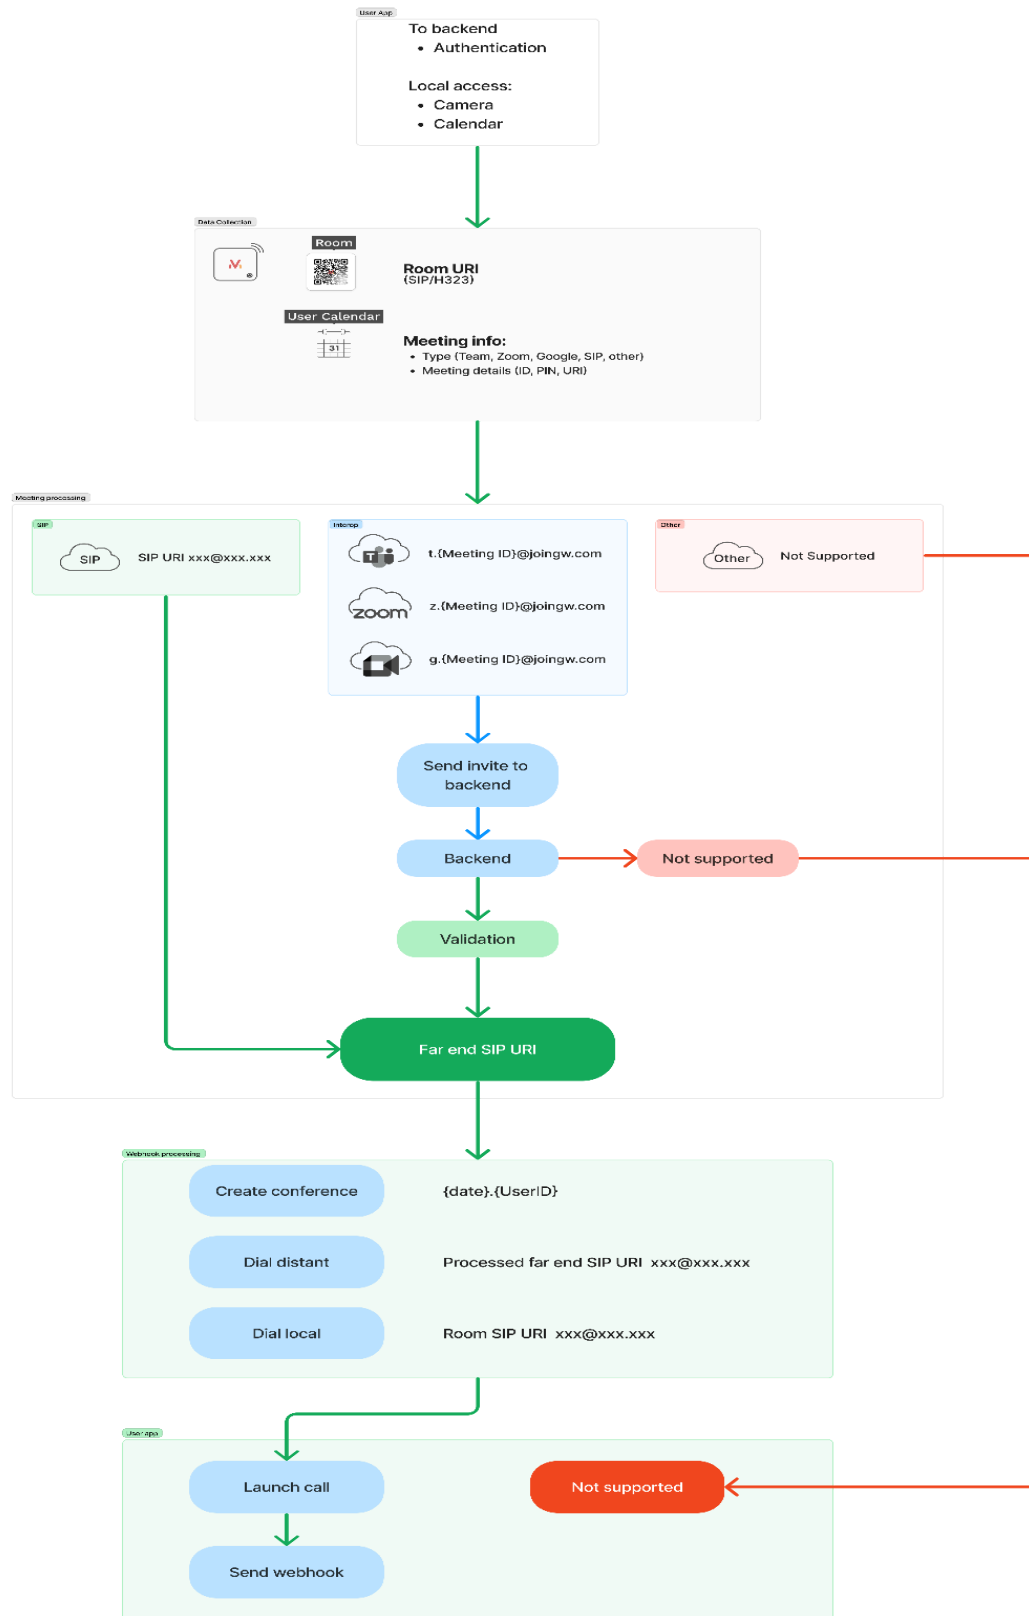 User App
To backend
• Authentication
Local access:
• Camera
• Calendar
Data Collection
Room
Room URI
{SIP/H323}
User Calendar
31
Meeting info:
• Type {Team, Zoom, Google, SIP, other}
• Meeting details {ID, PIN, URI}
Meeting processing
SIP
SIP
SIP URI xxx@xxx.xxx
Interop
T
t.{Meeting ID}@joingw.com
zoom
z.{Meeting ID}@joingw.com
g.{Meeting ID}@joingw.com
Other
Other
Not Supported
Send invite to
backend
Backend
Not supported
Validation
Far end SIP URI
Webhook processing
Create conference
{date}.{UserID}
Dial distant
Processed far end SIP URI xxx@xxx.xxx
Dial local
Room SIP URI xxx@xxx.xxx
User app
Launch call
Not supported
Send webhook